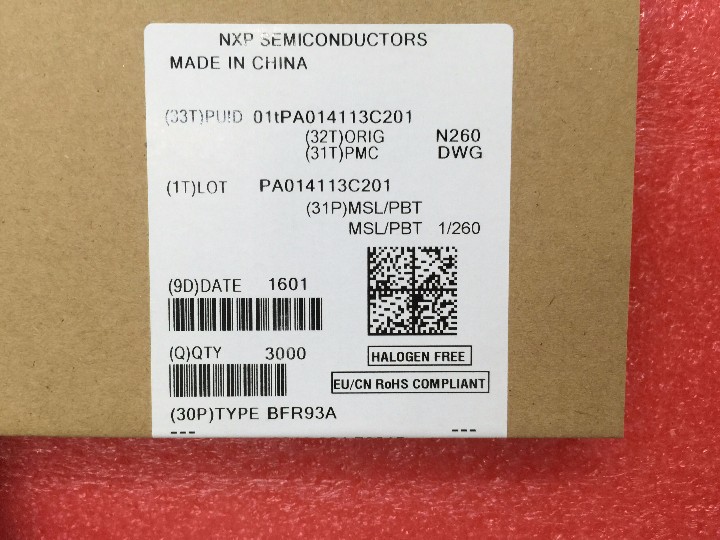 NXP SEMICONDUCTORS
MADE IN CHINA
(33T)PUID 01tPA014113C201
(32T)ORIG N260
(31T)PMC DWG
(1T)LOT PA014113C201
(31P)MSL/PBT
MSL/PBT 1/260
(9D)DATE 1601
(Q)QTY 3000
HALOGEN FREE
EU/CN RoHS COMPLIANT
(30P)TYPE BFR93A
--- ---